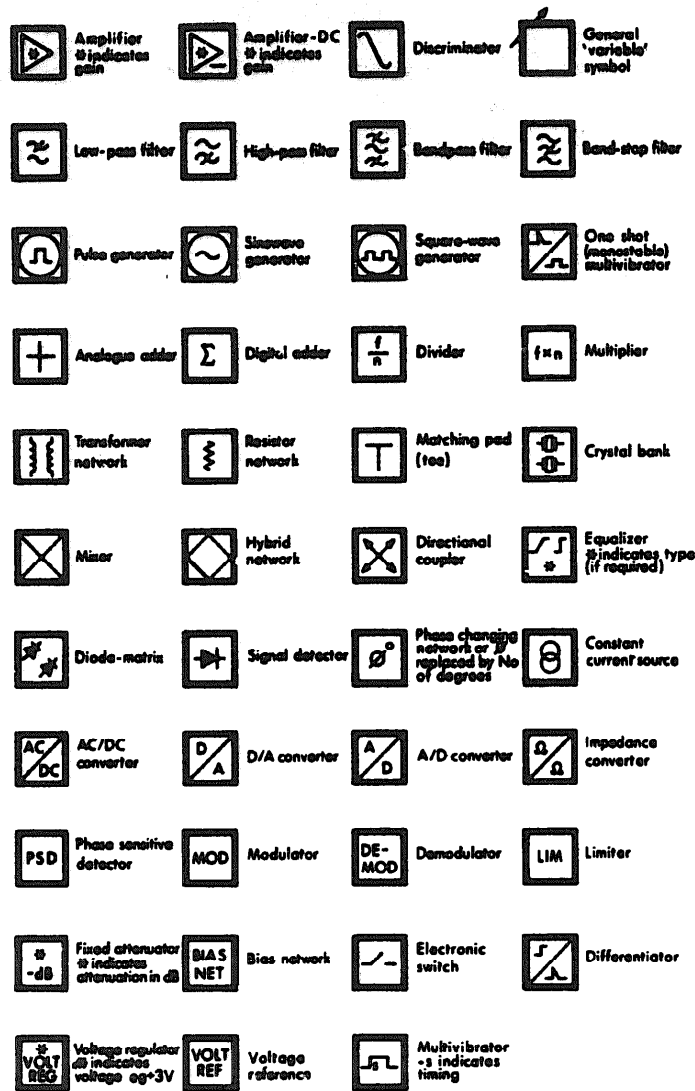 Amplifier
* indicates
gain
Amplifier-DC
* indicates
gain
Discriminator
General
'variable'
symbol
Low-pass filter
High-pass filter
Bandpass filter
Band-stop filter
Pulse generator
Sinewave
generator
Square-wave
generator
One shot
(monostable)
multivibrator
Analogue adder
Σ
Digital adder
f
n
Divider
f×n
Multiplier
Transformer
network
Resistor
network
Matching pad
(tee)
Crystal bank
Mixer
Hybrid
network
Directional
coupler
*
Equalizer
* indicates type
(if required)
Diode-matrix
Signal detector
Ø°
Phase changing
network or Ø
replaced by No
of degrees
Constant
current source
AC
DC
AC/DC
converter
D
A
D/A converter
A
D
A/D converter
Ω
Ω
Impedance
converter
PSD
Phase sensitive
detector
MOD
Modulator
DE-
MOD
Demodulator
LIM
Limiter
*
-dB
Fixed attenuator
* indicates
attenuation in dB
BIAS
NET
Bias network
Electronic
switch
Differentiator
*
VOLT
REG
Voltage regulator
* indicates
voltage eg+3V
VOLT
REF
Voltage
reference
s
Multivibrator
-s indicates
timing